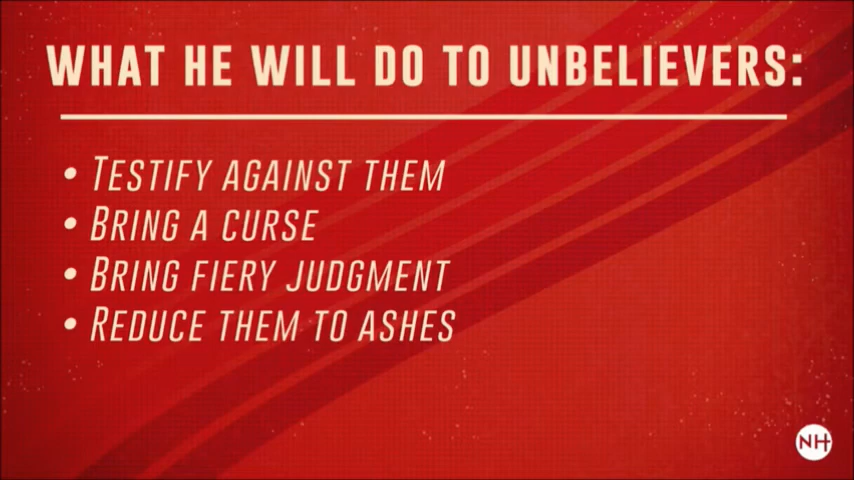 WHAT HE WILL DO TO UNBELIEVERS:
• TESTIFY AGAINST THEM
• BRING A CURSE
• BRING FIERY JUDGMENT
• REDUCE THEM TO ASHES
NH